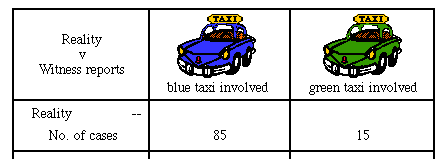 TAXI
TAXI
Reality
v
Witness reports
blue taxi involved
green taxi involved
Reality --
No. of cases
85
15